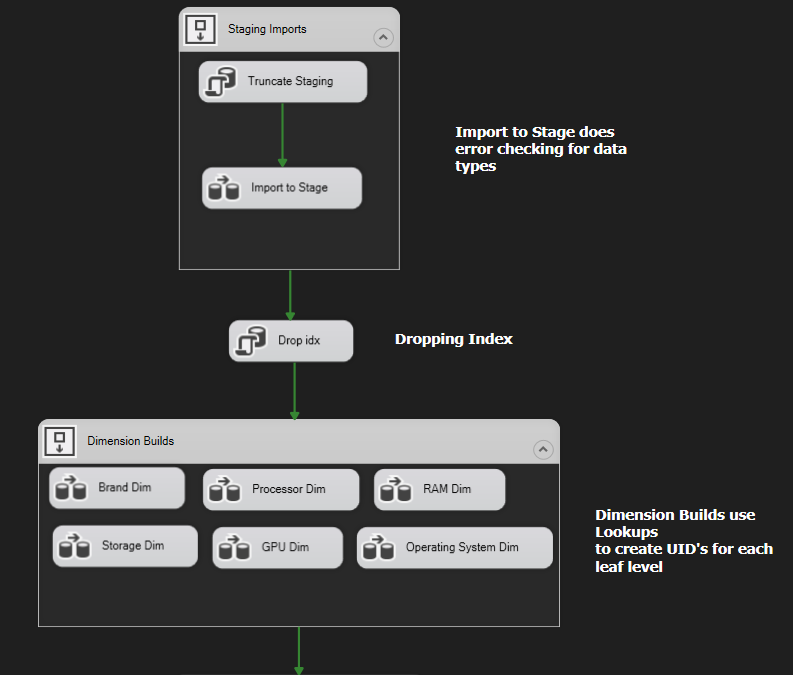 Staging Imports
Truncate Staging
Import to Stage
Import to Stage does
error checking for data
types
Drop idx
Dropping Index
Dimension Builds
Brand Dim
Processor Dim
RAM Dim
Storage Dim
GPU Dim
Operating System Dim
Dimension Builds use
Lookups
to create UID's for each
leaf level